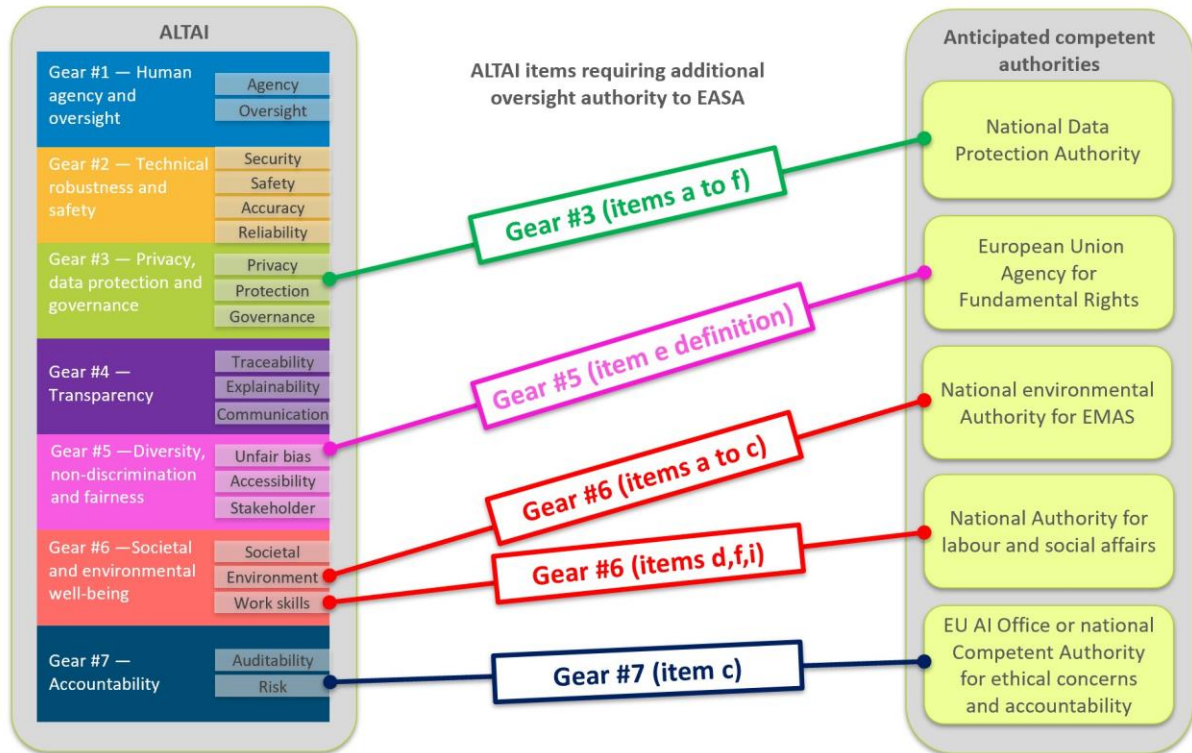 ALTAI
Gear #1 — Human
agency and
oversight
Agency
Oversight
Gear #2 — Technical
robustness and
safety
Security
Safety
Accuracy
Reliability
Gear #3 — Privacy,
data protection and
governance
Privacy
Protection
Governance
Gear #4 —
Transparency
Traceability
Explainability
Communication
Gear #5 —Diversity,
non-discrimination
and fairness
Unfair bias
Accessibility
Stakeholder
Gear #6 —Societal
and environmental
well-being
Societal
Environment
Work skills
Gear #7 —
Accountability
Auditability
Risk
ALTAI items requiring additional
oversight authority to EASA
Gear #3 (items a to f)
Gear #5 (item e definition)
Gear #6 (items a to c)
Gear #6 (items d,f,i)
Gear #7 (item c)
Anticipated competent
authorities
National Data
Protection Authority
European Union
Agency for
Fundamental Rights
National environmental
Authority for EMAS
National Authority for
labour and social affairs
EU AI Office or national
Competent Authority
for ethical concerns
and accountability